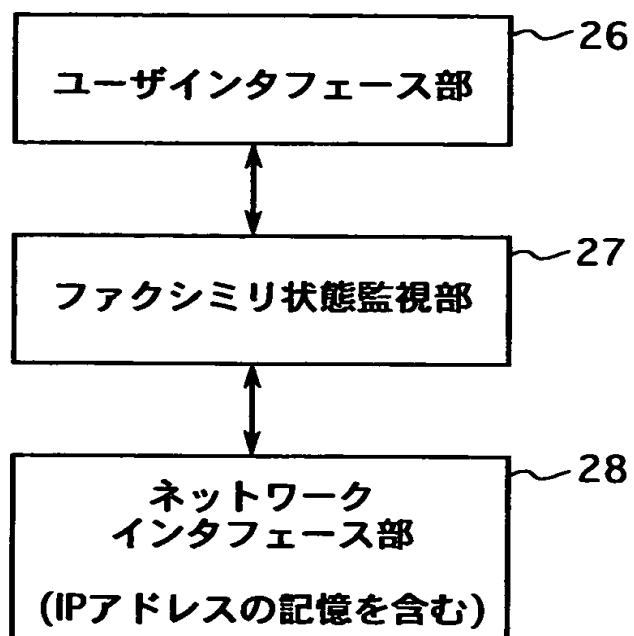 26
ユーザインタフェース部
27
ファクシミリ状態監視部
28
ネットワーク
インタフェース部
(IPアドレスの記憶を含む)